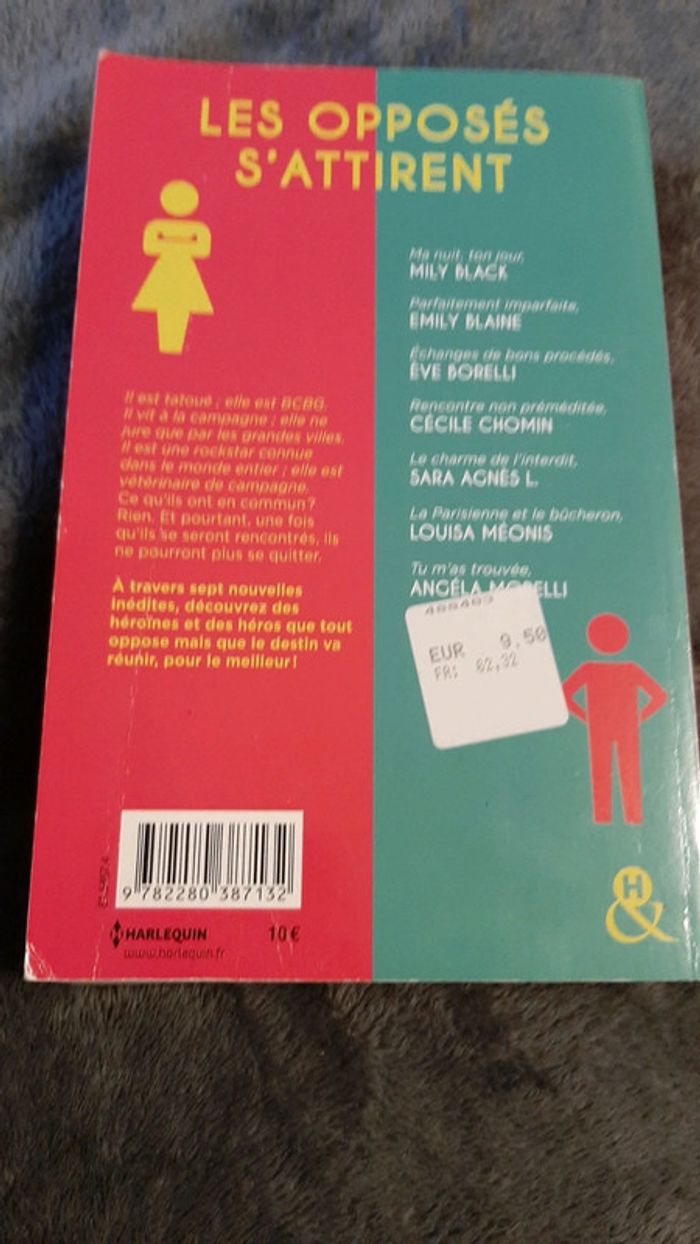 LES OPPOSÉS
S'ATTIRENT
Il est tatoué ; elle est BCBG.
Il vit à la campagne ; elle ne
jure que par les grandes villes.
Il est une rockstar connue
dans le monde entier ; elle est
vétérinaire de campagne.
Ce qu'ils ont en commun ?
Rien. Et pourtant, une fois
qu'ils se seront rencontrés, ils
ne pourront plus se quitter.
À travers sept nouvelles
inédites, découvrez des
héroïnes et des héros que tout
oppose mais que le destin va
réunir, pour le meilleur !
Ma nuit, ton jour,
MILY BLACK
Parfaitement imparfaite,
EMILY BLAINE
Échanges de bons procédés,
ÈVE BORELLI
Rencontre non préméditée,
CÉCILE CHOMIN
Le charme de l'interdit,
SARA AGNÈS L.
La Parisienne et le bûcheron,
LOUISA MÉONIS
Tu m'as trouvée,
ANGÉLA MORELLI
EUR 9,50
FR: 62,32
9 782280 387132
HARLEQUIN
10 €
www.harlequin.fr
H
&